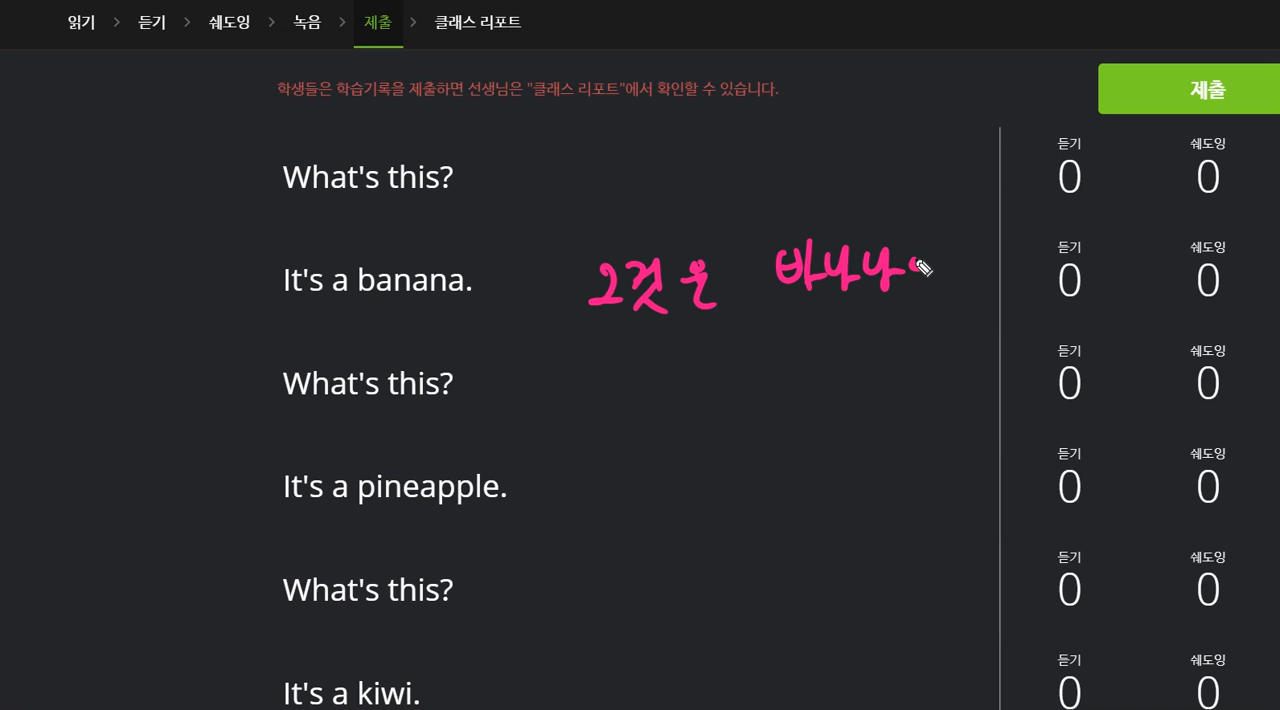 읽기 > 듣기 > 쉐도잉 > 녹음 > 제출 > 클래스 리포트
학생들은 학습기록을 제출하면 선생님은 "클래스 리포트"에서 확인할 수 있습니다.
제출
듣기 쉐도잉
What's this? 0 0
듣기 쉐도잉
It's a banana. 그것은 바나나 0 0
듣기 쉐도잉
What's this? 0 0
듣기 쉐도잉
It's a pineapple. 0 0
듣기 쉐도잉
What's this? 0 0
듣기 쉐도잉
It's a kiwi. 0 0